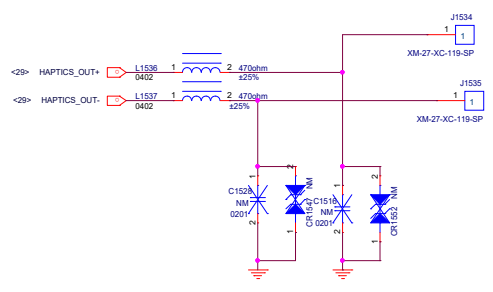 J1534
1
XM-27-XC-119-SP
<29> HAPTICS_OUT+ L1536 1 2 470ohm
0402 ±25%
J1535
<29> HAPTICS_OUT- L1537 1 2 470ohm 1
0402 ±25%
XM-27-XC-119-SP
1 2 NM 1 2 NM
C1528 C1516
NM CR1547 NM CR1552
0201 0201
2 1 2 1